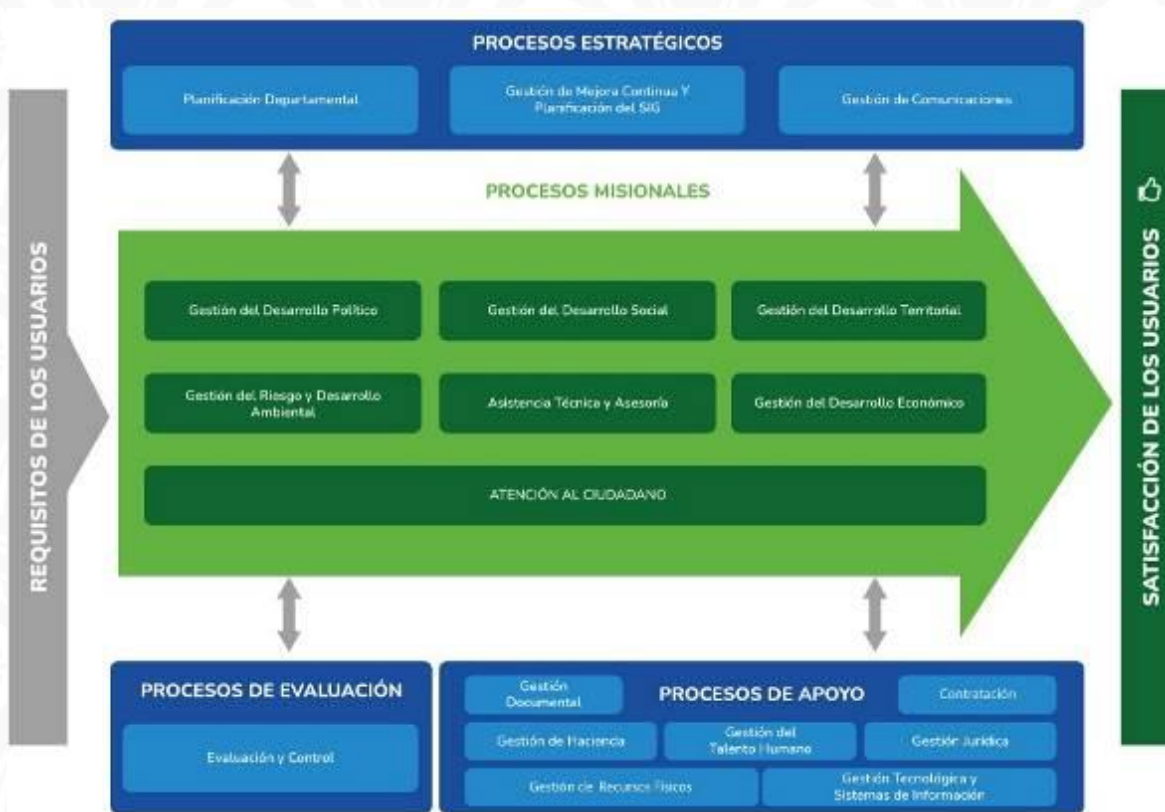 PROCESOS ESTRATÉGICOS
Planificación Departamental
Gestión de Mejora Continua Y
Planificación del SIG
Gestión de Comunicaciones
REQUISITOS DE LOS USUARIOS
PROCESOS MISIONALES
Gestión del Desarrollo Político
Gestión del Desarrollo Social
Gestión del Desarrollo Territorial
Gestión del Riesgo y Desarrollo
Ambiental
Asistencia Técnica y Asesoría
Gestión del Desarrollo Económico
ATENCIÓN AL CIUDADANO
SATISFACCIÓN DE LOS USUARIOS
PROCESOS DE EVALUACIÓN
Evaluación y Control
PROCESOS DE APOYO
Gestión
Documental
Contratación
Gestión de Hacienda
Gestión del
Talento Humano
Gestión Jurídica
Gestión de Recursos Físicos
Gestión Tecnológica y
Sistemas de Información